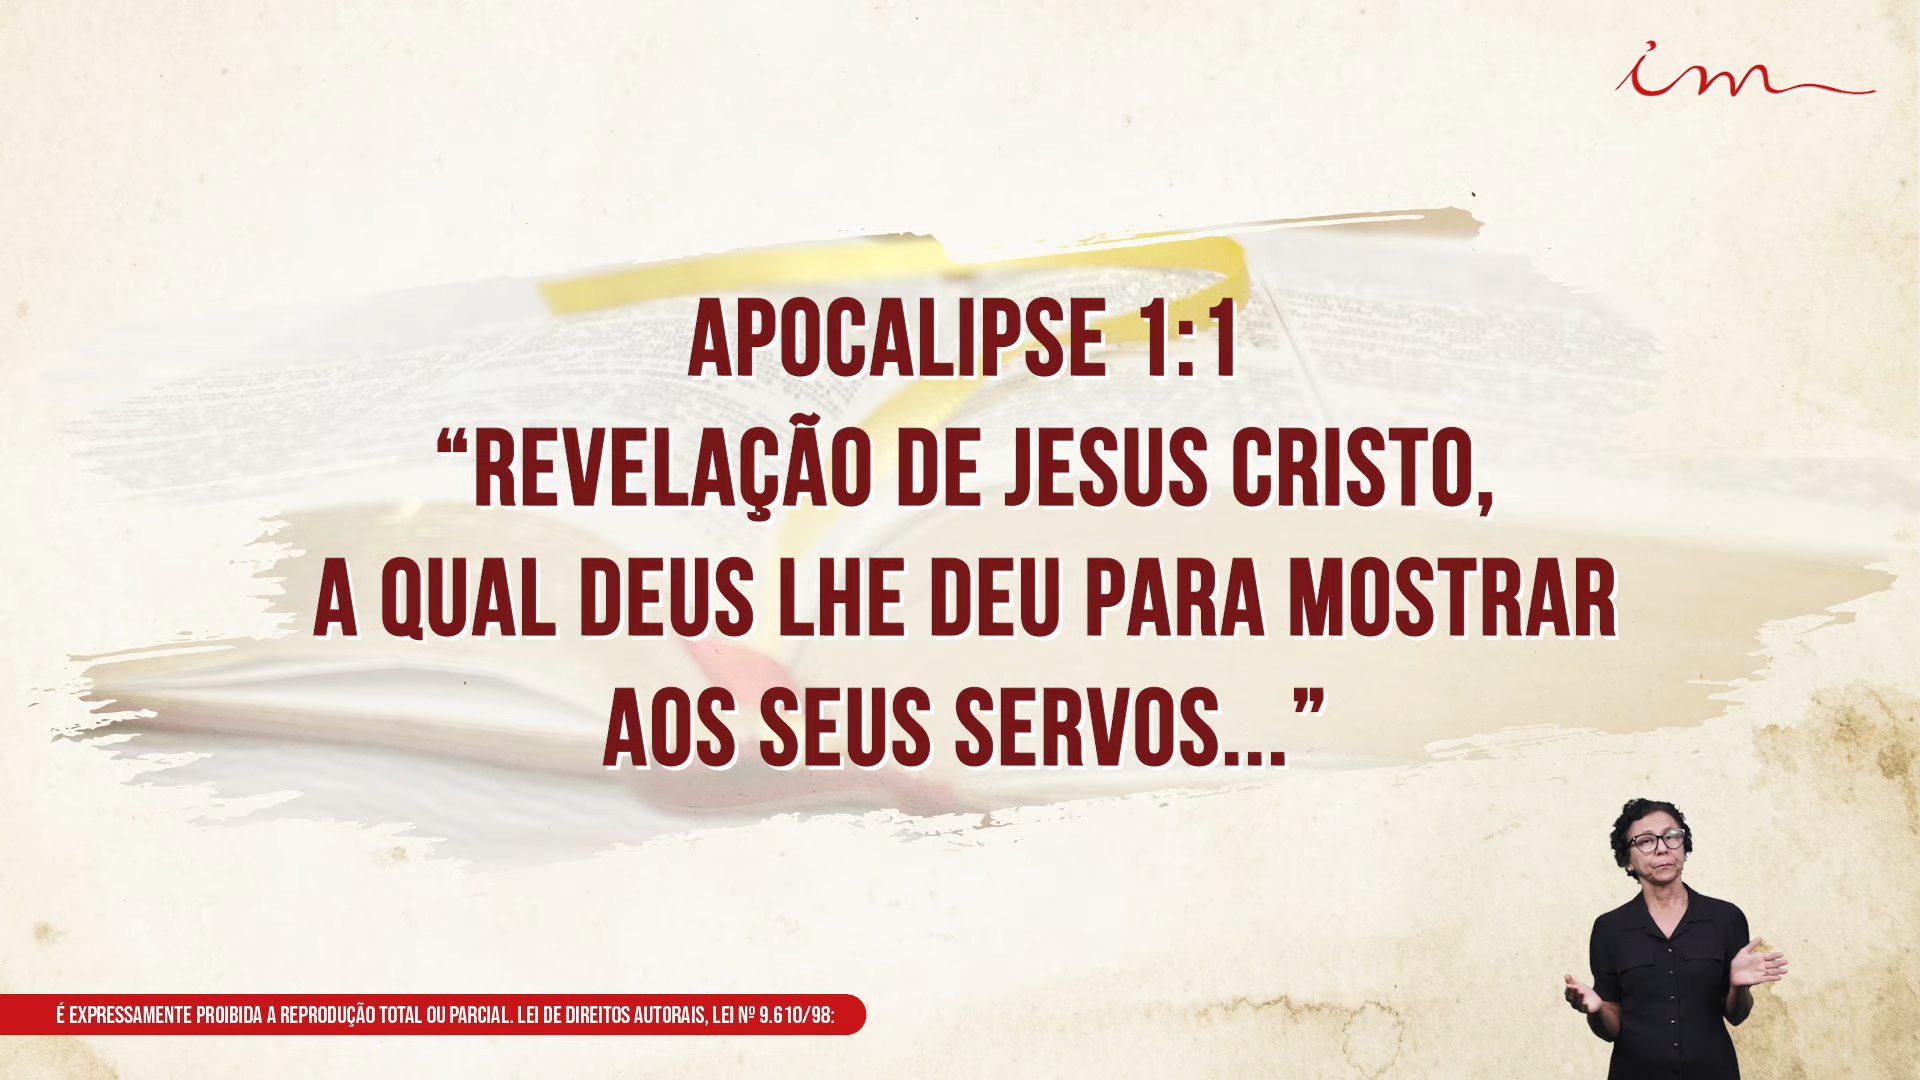 im
APOCALIPSE 1:1
“REVELAÇÃO DE JESUS CRISTO,
A QUAL DEUS LHE DEU PARA MOSTRAR
AOS SEUS SERVOS...”
É EXPRESSAMENTE PROIBIDA A REPRODUÇÃO TOTAL OU PARCIAL. LEI DE DIREITOS AUTORAIS, LEI Nº 9.610/98: